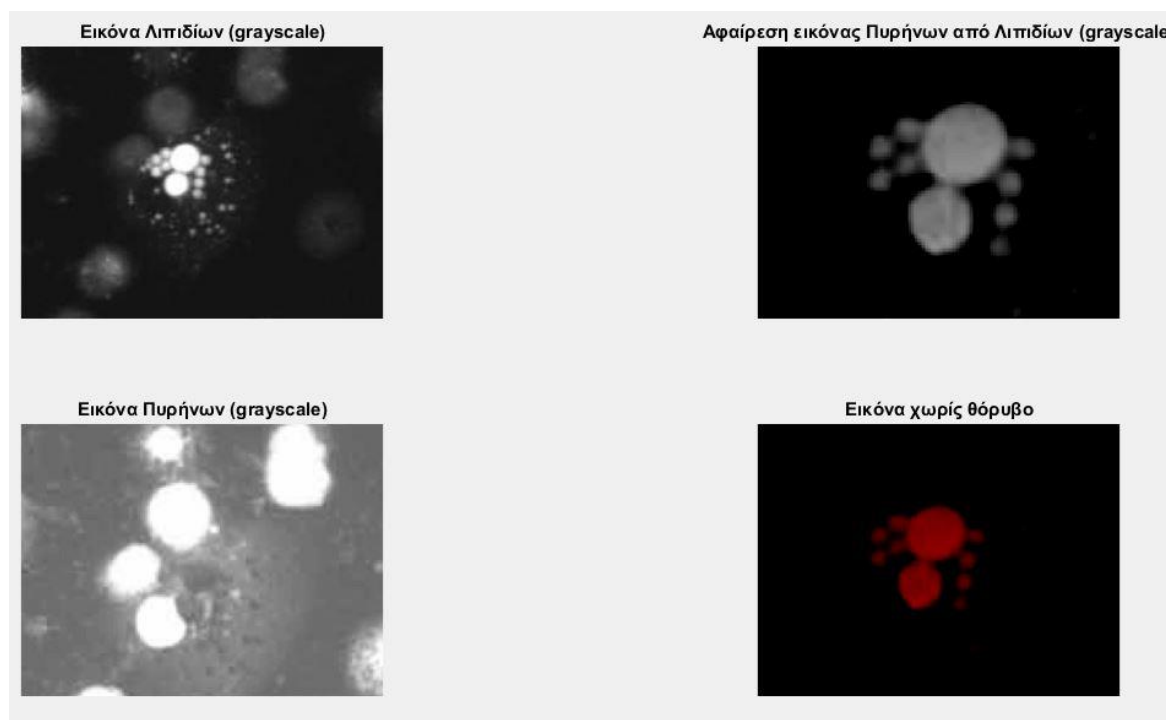 Εικόνα Λιπιδίων (grayscale)
Αφαίρεση εικόνας Πυρήνων από Λιπιδίων (grayscale
Εικόνα Πυρήνων (grayscale)
Εικόνα χωρίς θόρυβο